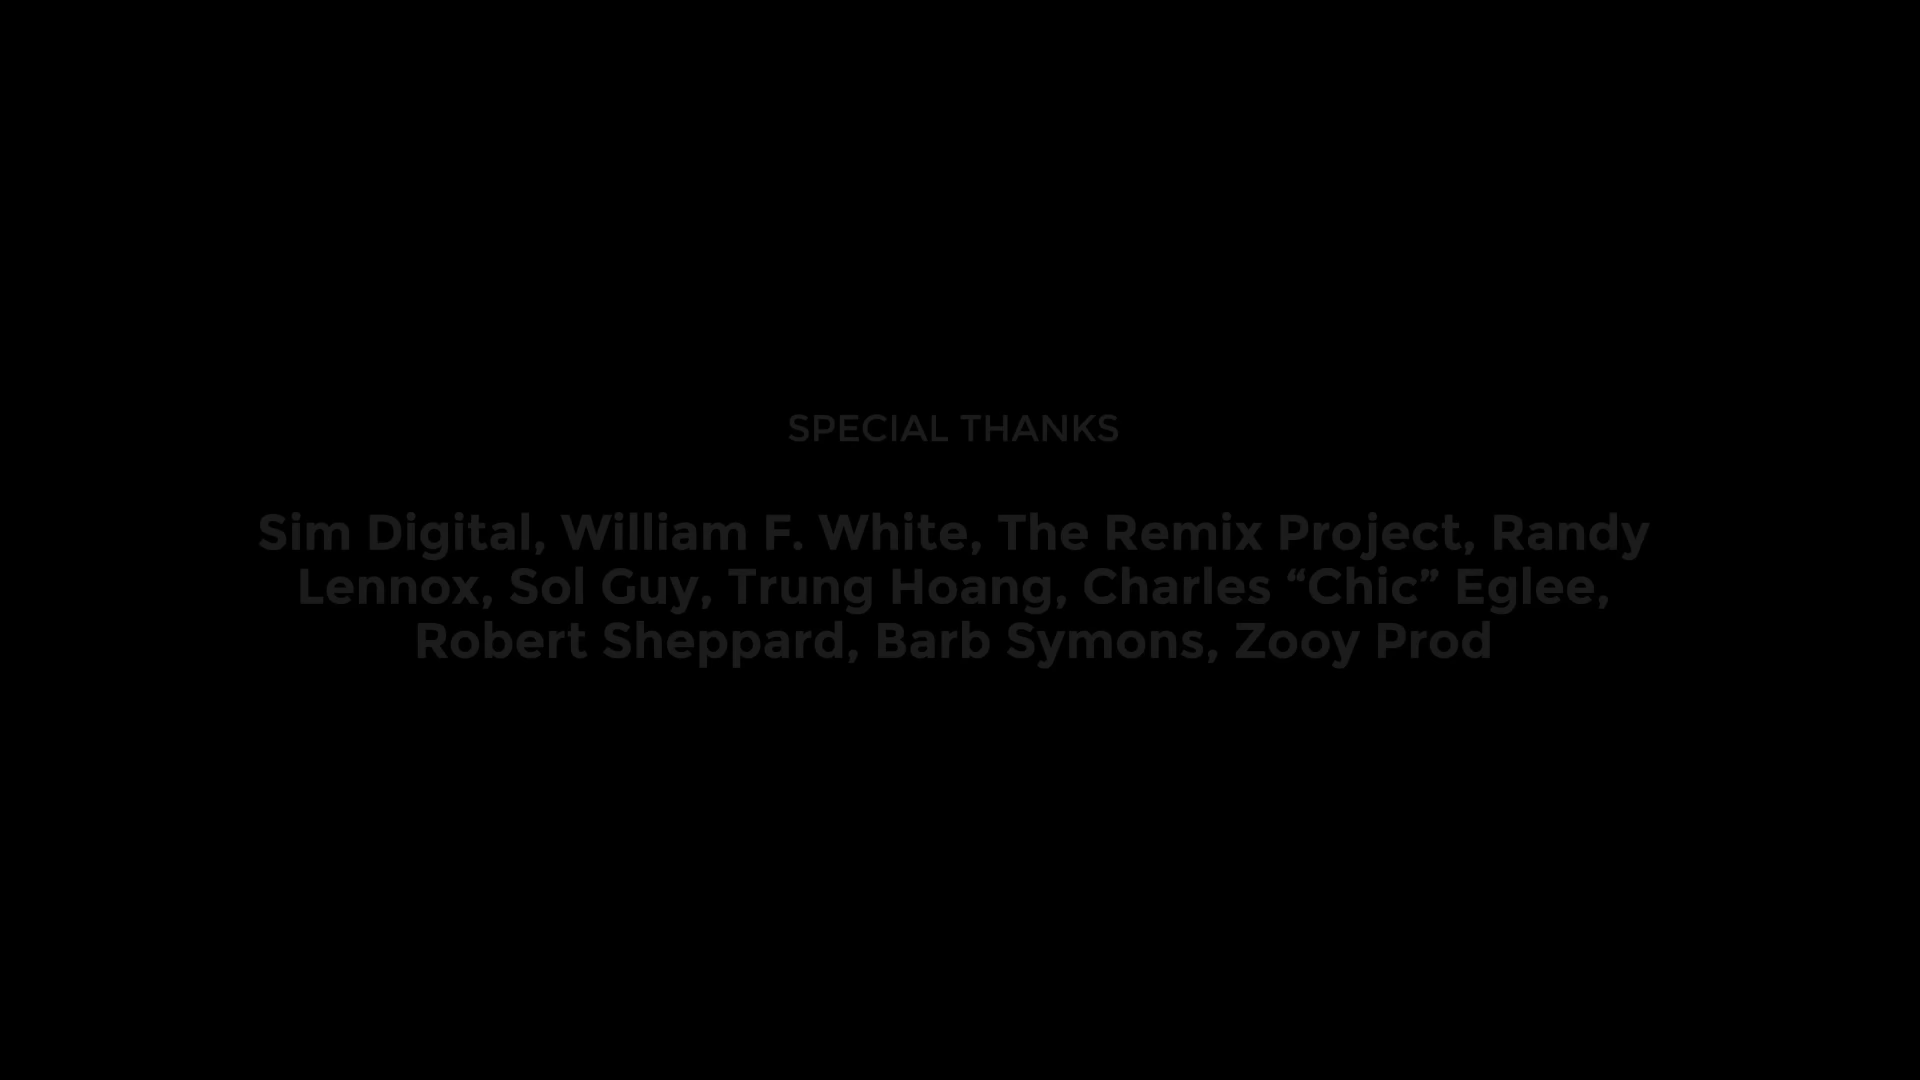 SPECIAL THANKS
Sim Digital, William F. White, The Remix Project, Randy
Lennox, Sol Guy, Trung Hoang, Charles “Chic” Eglee,
Robert Sheppard, Barb Symons, Zooy Prod